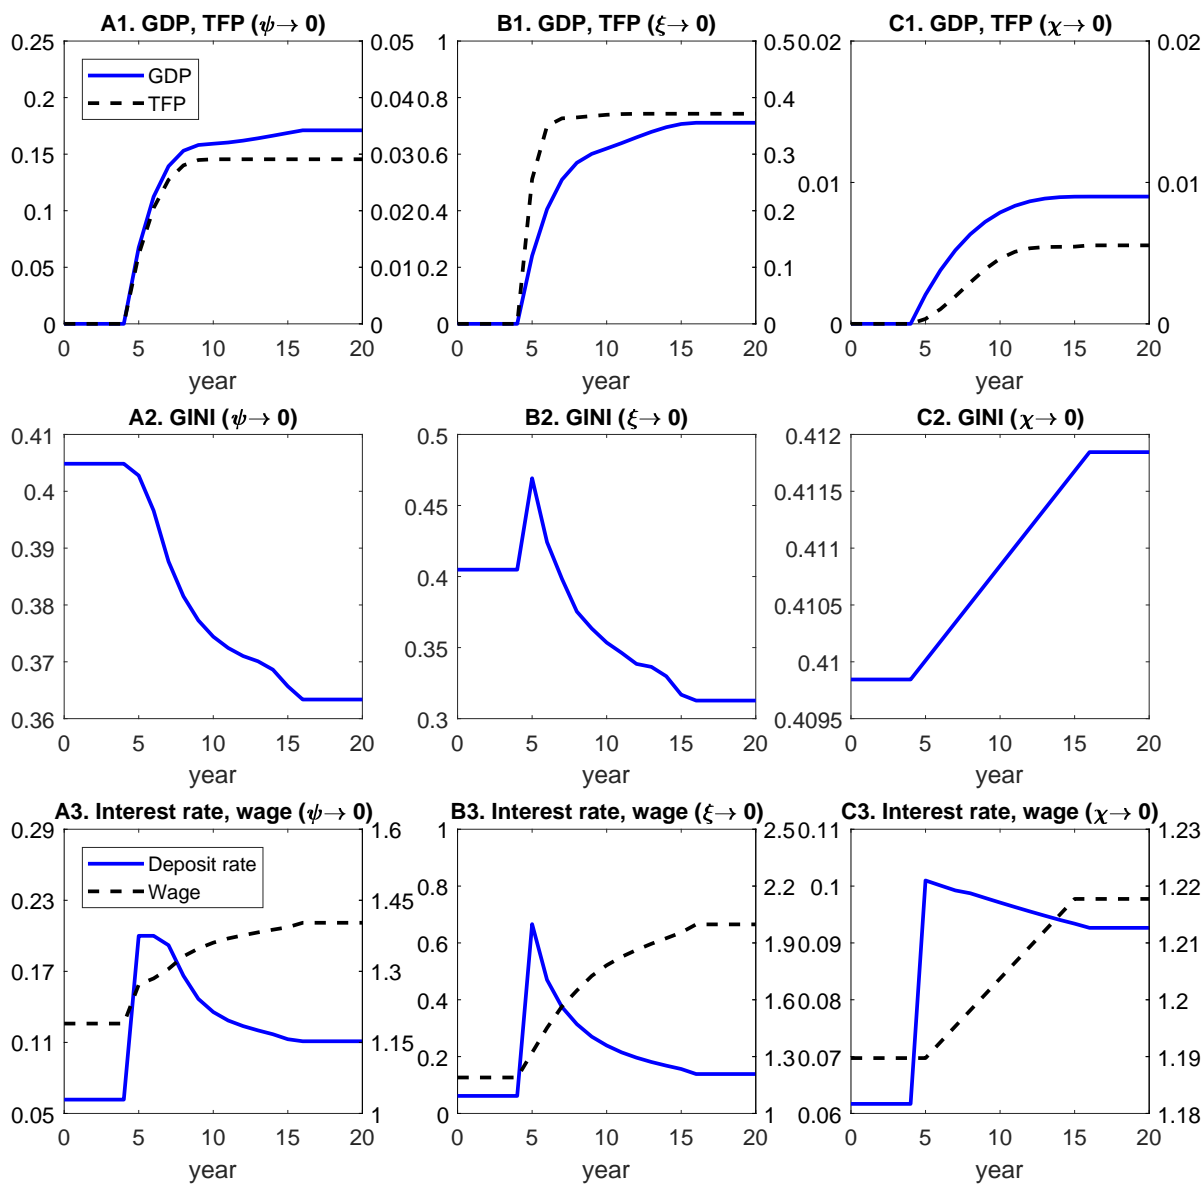 A1. GDP, TFP (ψ→ 0)
B1. GDP, TFP (ξ→ 0)
C1. GDP, TFP (χ→ 0)
0.25 0.05 1 0.50 0.02 0.02
GDP
TFP
0.2 0.04 0.8 0.4
0.15 0.03 0.6 0.3
0.01 0.01
0.1 0.02 0.4 0.2
0.05 0.01 0.2 0.1
0 0 0 0 0 0
0 5 10 15 20 0 5 10 15 20 0 5 10 15 20
year year year
A2. GINI (ψ→ 0)
B2. GINI (ξ→ 0)
C2. GINI (χ→ 0)
0.41 0.5 0.412
0.4 0.45 0.4115
0.39 0.411
0.4
0.38 0.4105
0.37 0.35 0.41
0.36 0.3 0.4095
0 5 10 15 20 0 5 10 15 20 0 5 10 15 20
year year year
A3. Interest rate, wage (ψ→ 0)
B3. Interest rate, wage (ξ→ 0)
C3. Interest rate, wage (χ→ 0)
0.29 1.6 1 2.5 0.11 1.23
Deposit rate
Wage
0.23 1.45 0.8 2.2 0.1 1.22
0.17 1.3 0.6 1.9 0.09 1.21
0.11 1.15 0.4 1.6 0.08 1.2
0.2 1.3 0.07 1.19
0.05 1 0 1 0.06 1.18
0 5 10 15 20 0 5 10 15 20 0 5 10 15 20
year year year